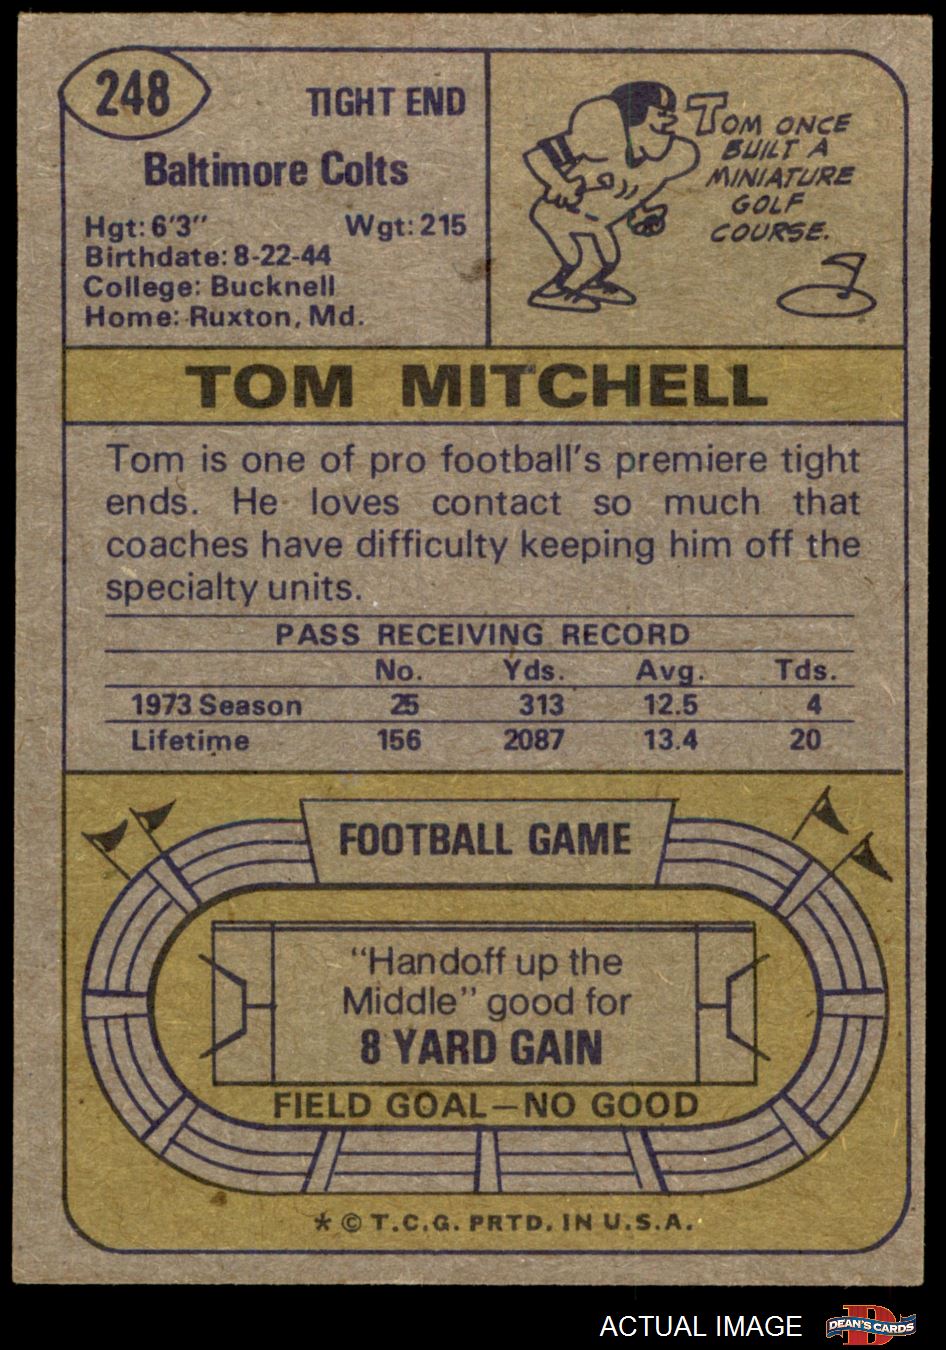 248
TIGHT END
Baltimore Colts
Hgt: 6'3" Wgt: 215
Birthdate: 8-22-44
College: Bucknell
Home: Ruxton, Md.
TOM ONCE
BUILT A
MINIATURE
GOLF
COURSE.
TOM MITCHELL
Tom is one of pro football's premiere tight
ends. He loves contact so much that
coaches have difficulty keeping him off the
specialty units.
PASS RECEIVING RECORD
No. Yds. Avg. Tds.
1973 Season 25 313 12.5 4
Lifetime 156 2087 13.4 20
FOOTBALL GAME
"Handoff up the
Middle" good for
8 YARD GAIN
FIELD GOAL—NO GOOD
* © T.C.G. PRTD. IN U.S.A.
ACTUAL IMAGE
D
DEAN'S CARDS